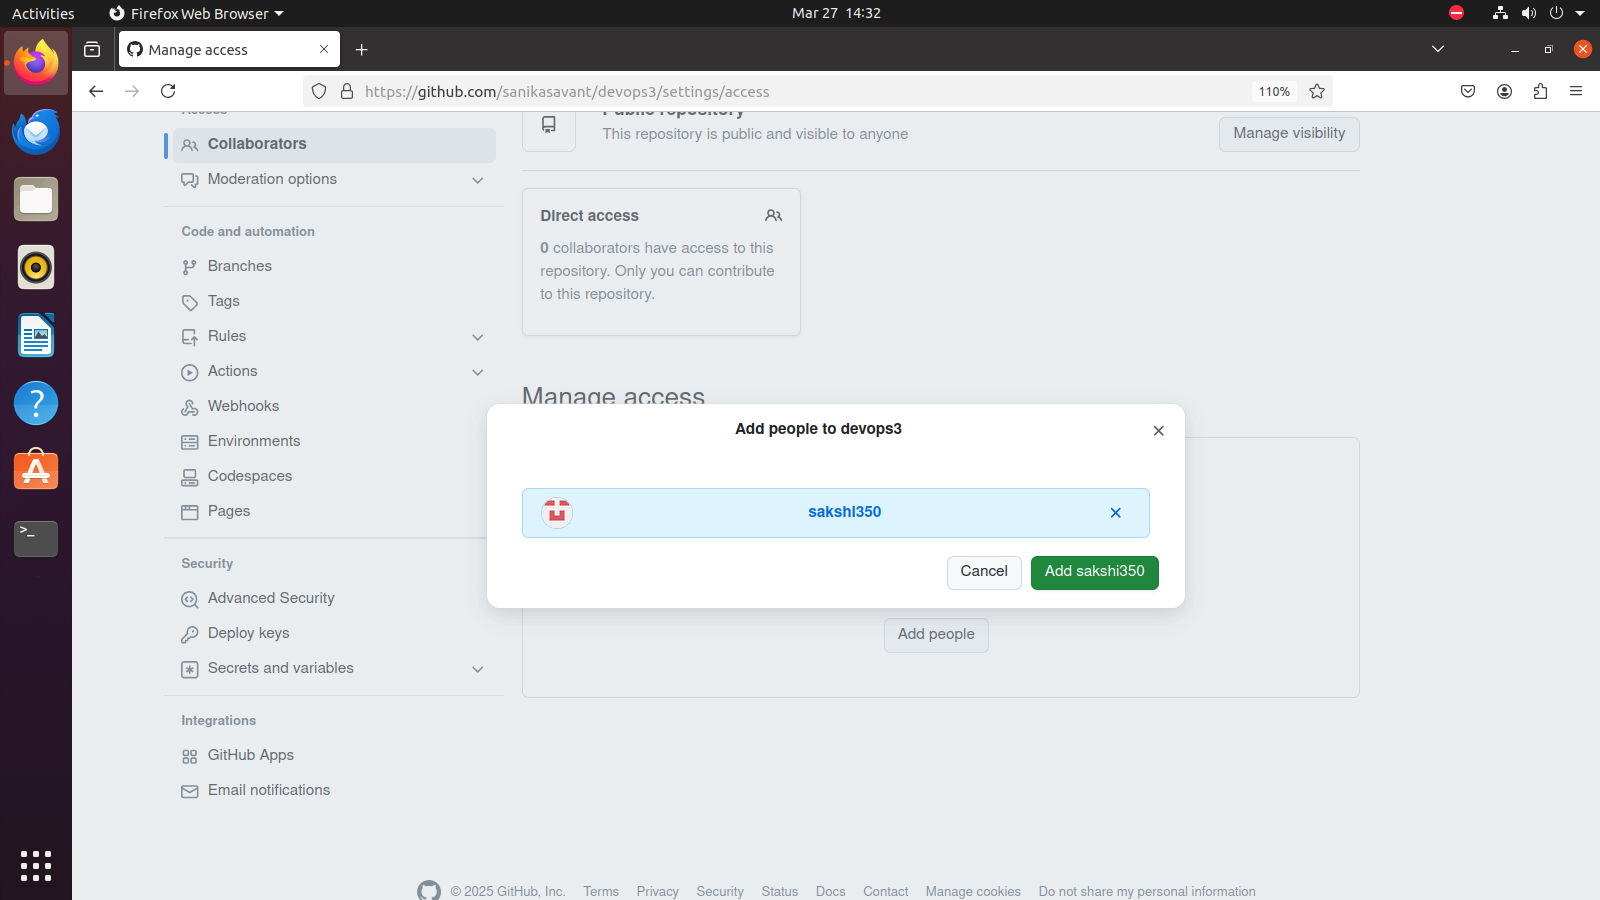 Activities
Firefox Web Browser
Mar 27 14:32
Manage access
https://github.com/sanikasavant/devops3/settings/access
110%
Access
Collaborators
Moderation options
Code and automation
Branches
Tags
Rules
Actions
Webhooks
Environments
Codespaces
Pages
Security
Advanced Security
Deploy keys
Secrets and variables
Integrations
GitHub Apps
Email notifications
Public repository
This repository is public and visible to anyone
Manage visibility
Direct access
0 collaborators have access to this
repository. Only you can contribute
to this repository.
Manage access
Add people to devops3
sakshi350
Cancel
Add sakshi350
Add people
© 2025 GitHub, Inc.
Terms
Privacy
Security
Status
Docs
Contact
Manage cookies
Do not share my personal information